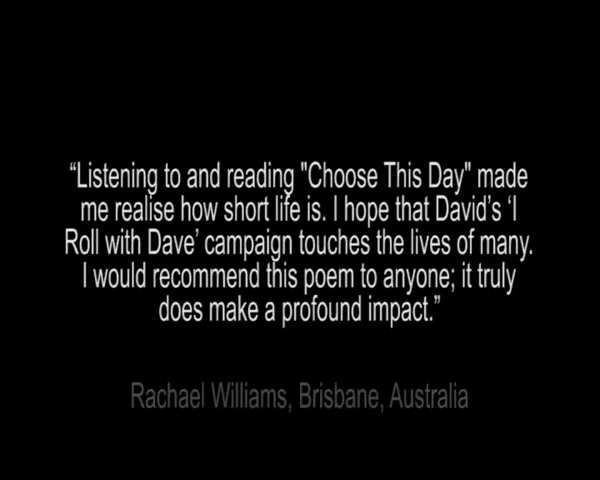 “Listening to and reading "Choose This Day" made
me realise how short life is. I hope that David’s ‘I
Roll with Dave’ campaign touches the lives of many.
I would recommend this poem to anyone; it truly
does make a profound impact.”
Rachael Williams, Brisbane, Australia